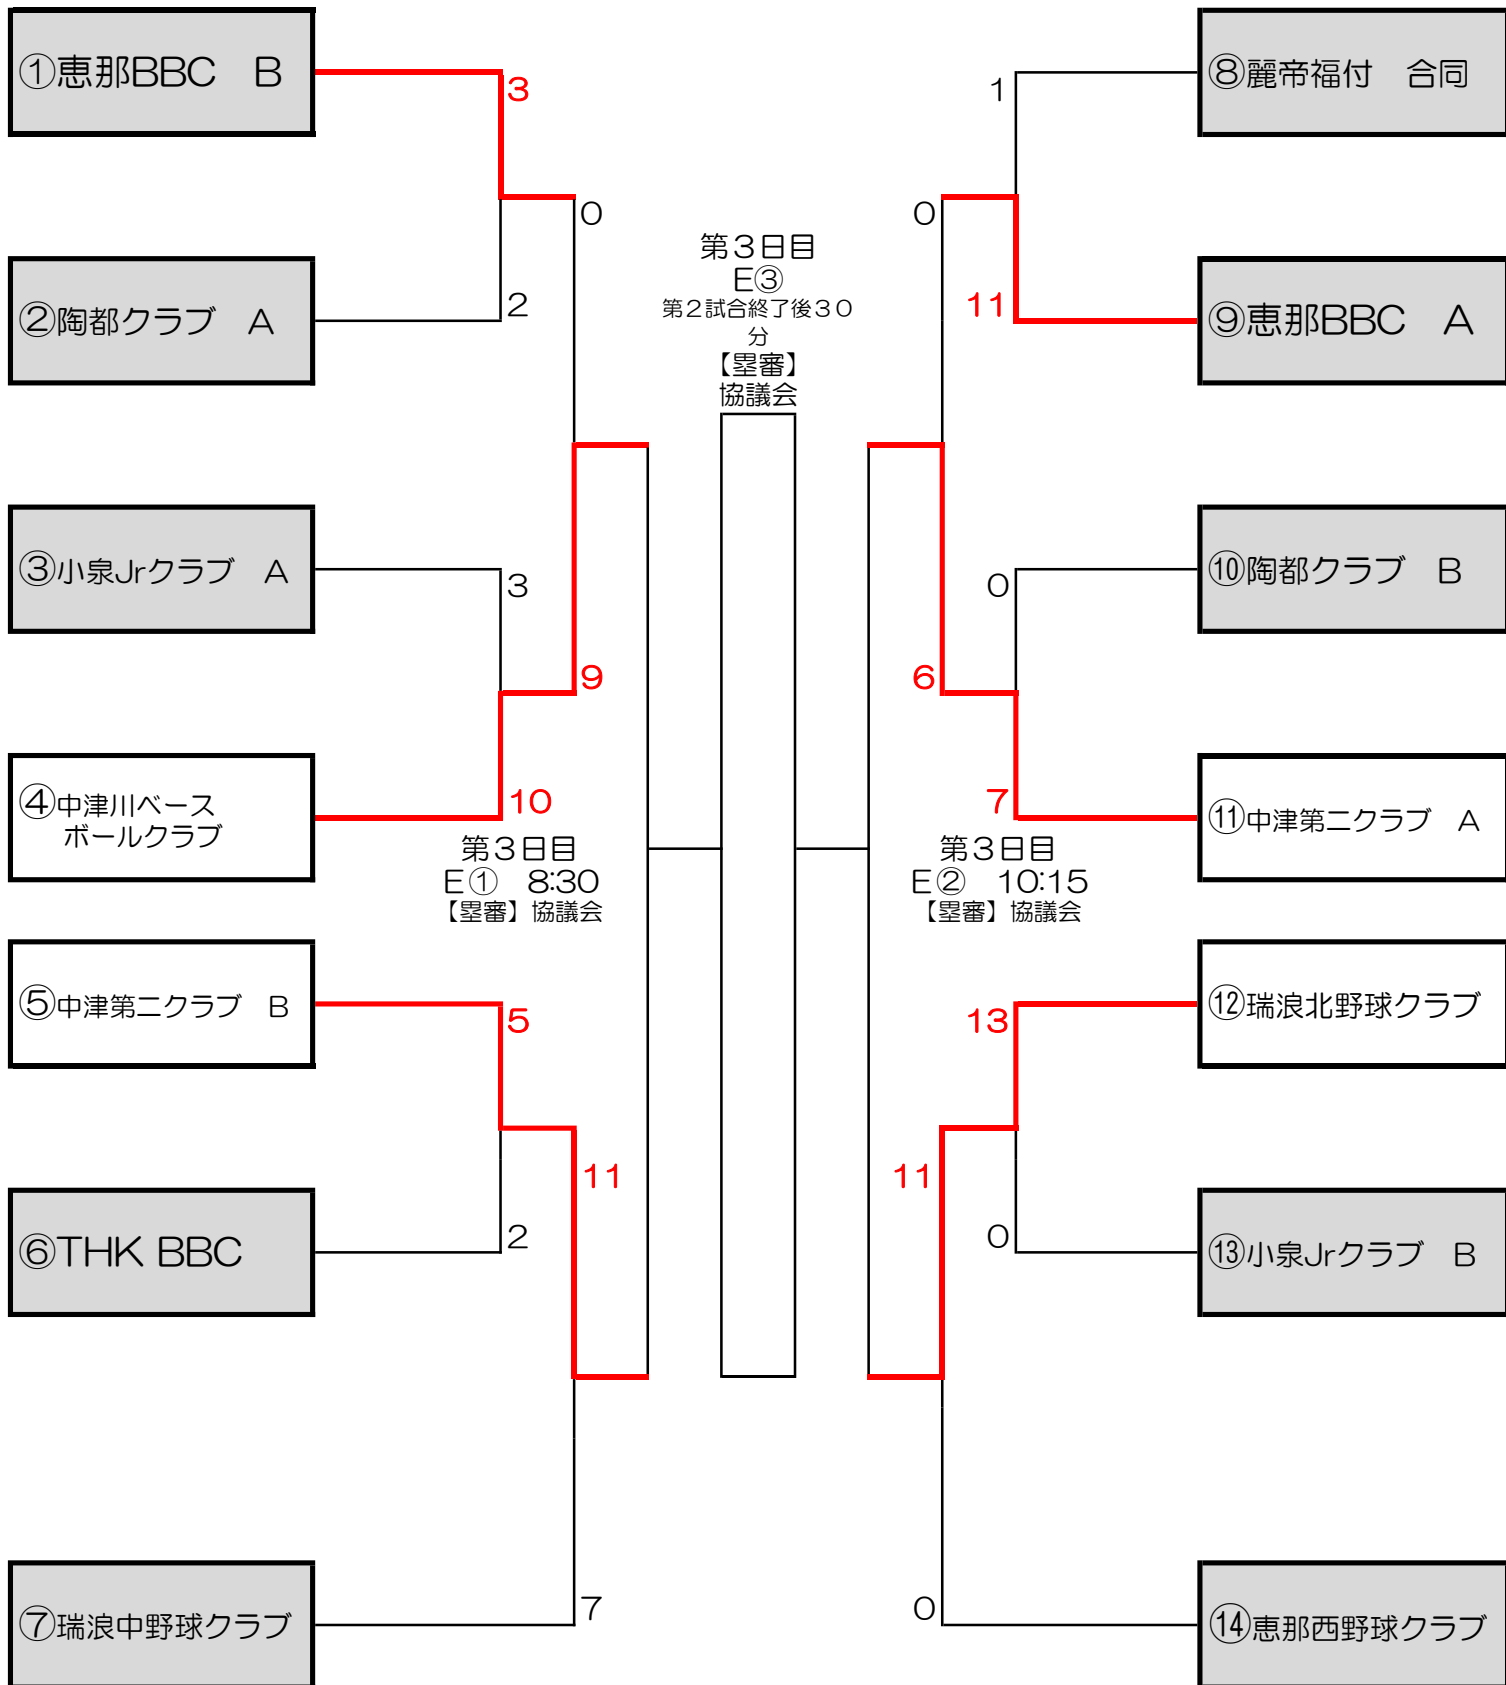 ①恵那BBC　B
3
0
②陶都クラブ　A
2
③小泉Jrクラブ　A
3
9
④中津川ベース
ボールクラブ
10
第3日目
E①　8:30
【塁審】協議会
⑤中津第二クラブ　B
5
11
⑥THK BBC
2
⑦瑞浪中野球クラブ
7
第3日目
E③
第2試合終了後30
分
【塁審】
協議会
1
⑧麗帝福付　合同
0
11
⑨恵那BBC　A
0
⑩陶都クラブ　B
6
7
⑪中津第二クラブ　A
第3日目
E②　10:15
【塁審】協議会
13
⑫瑞浪北野球クラブ
11
0
⑬小泉Jrクラブ　B
0
⑭恵那西野球クラブ